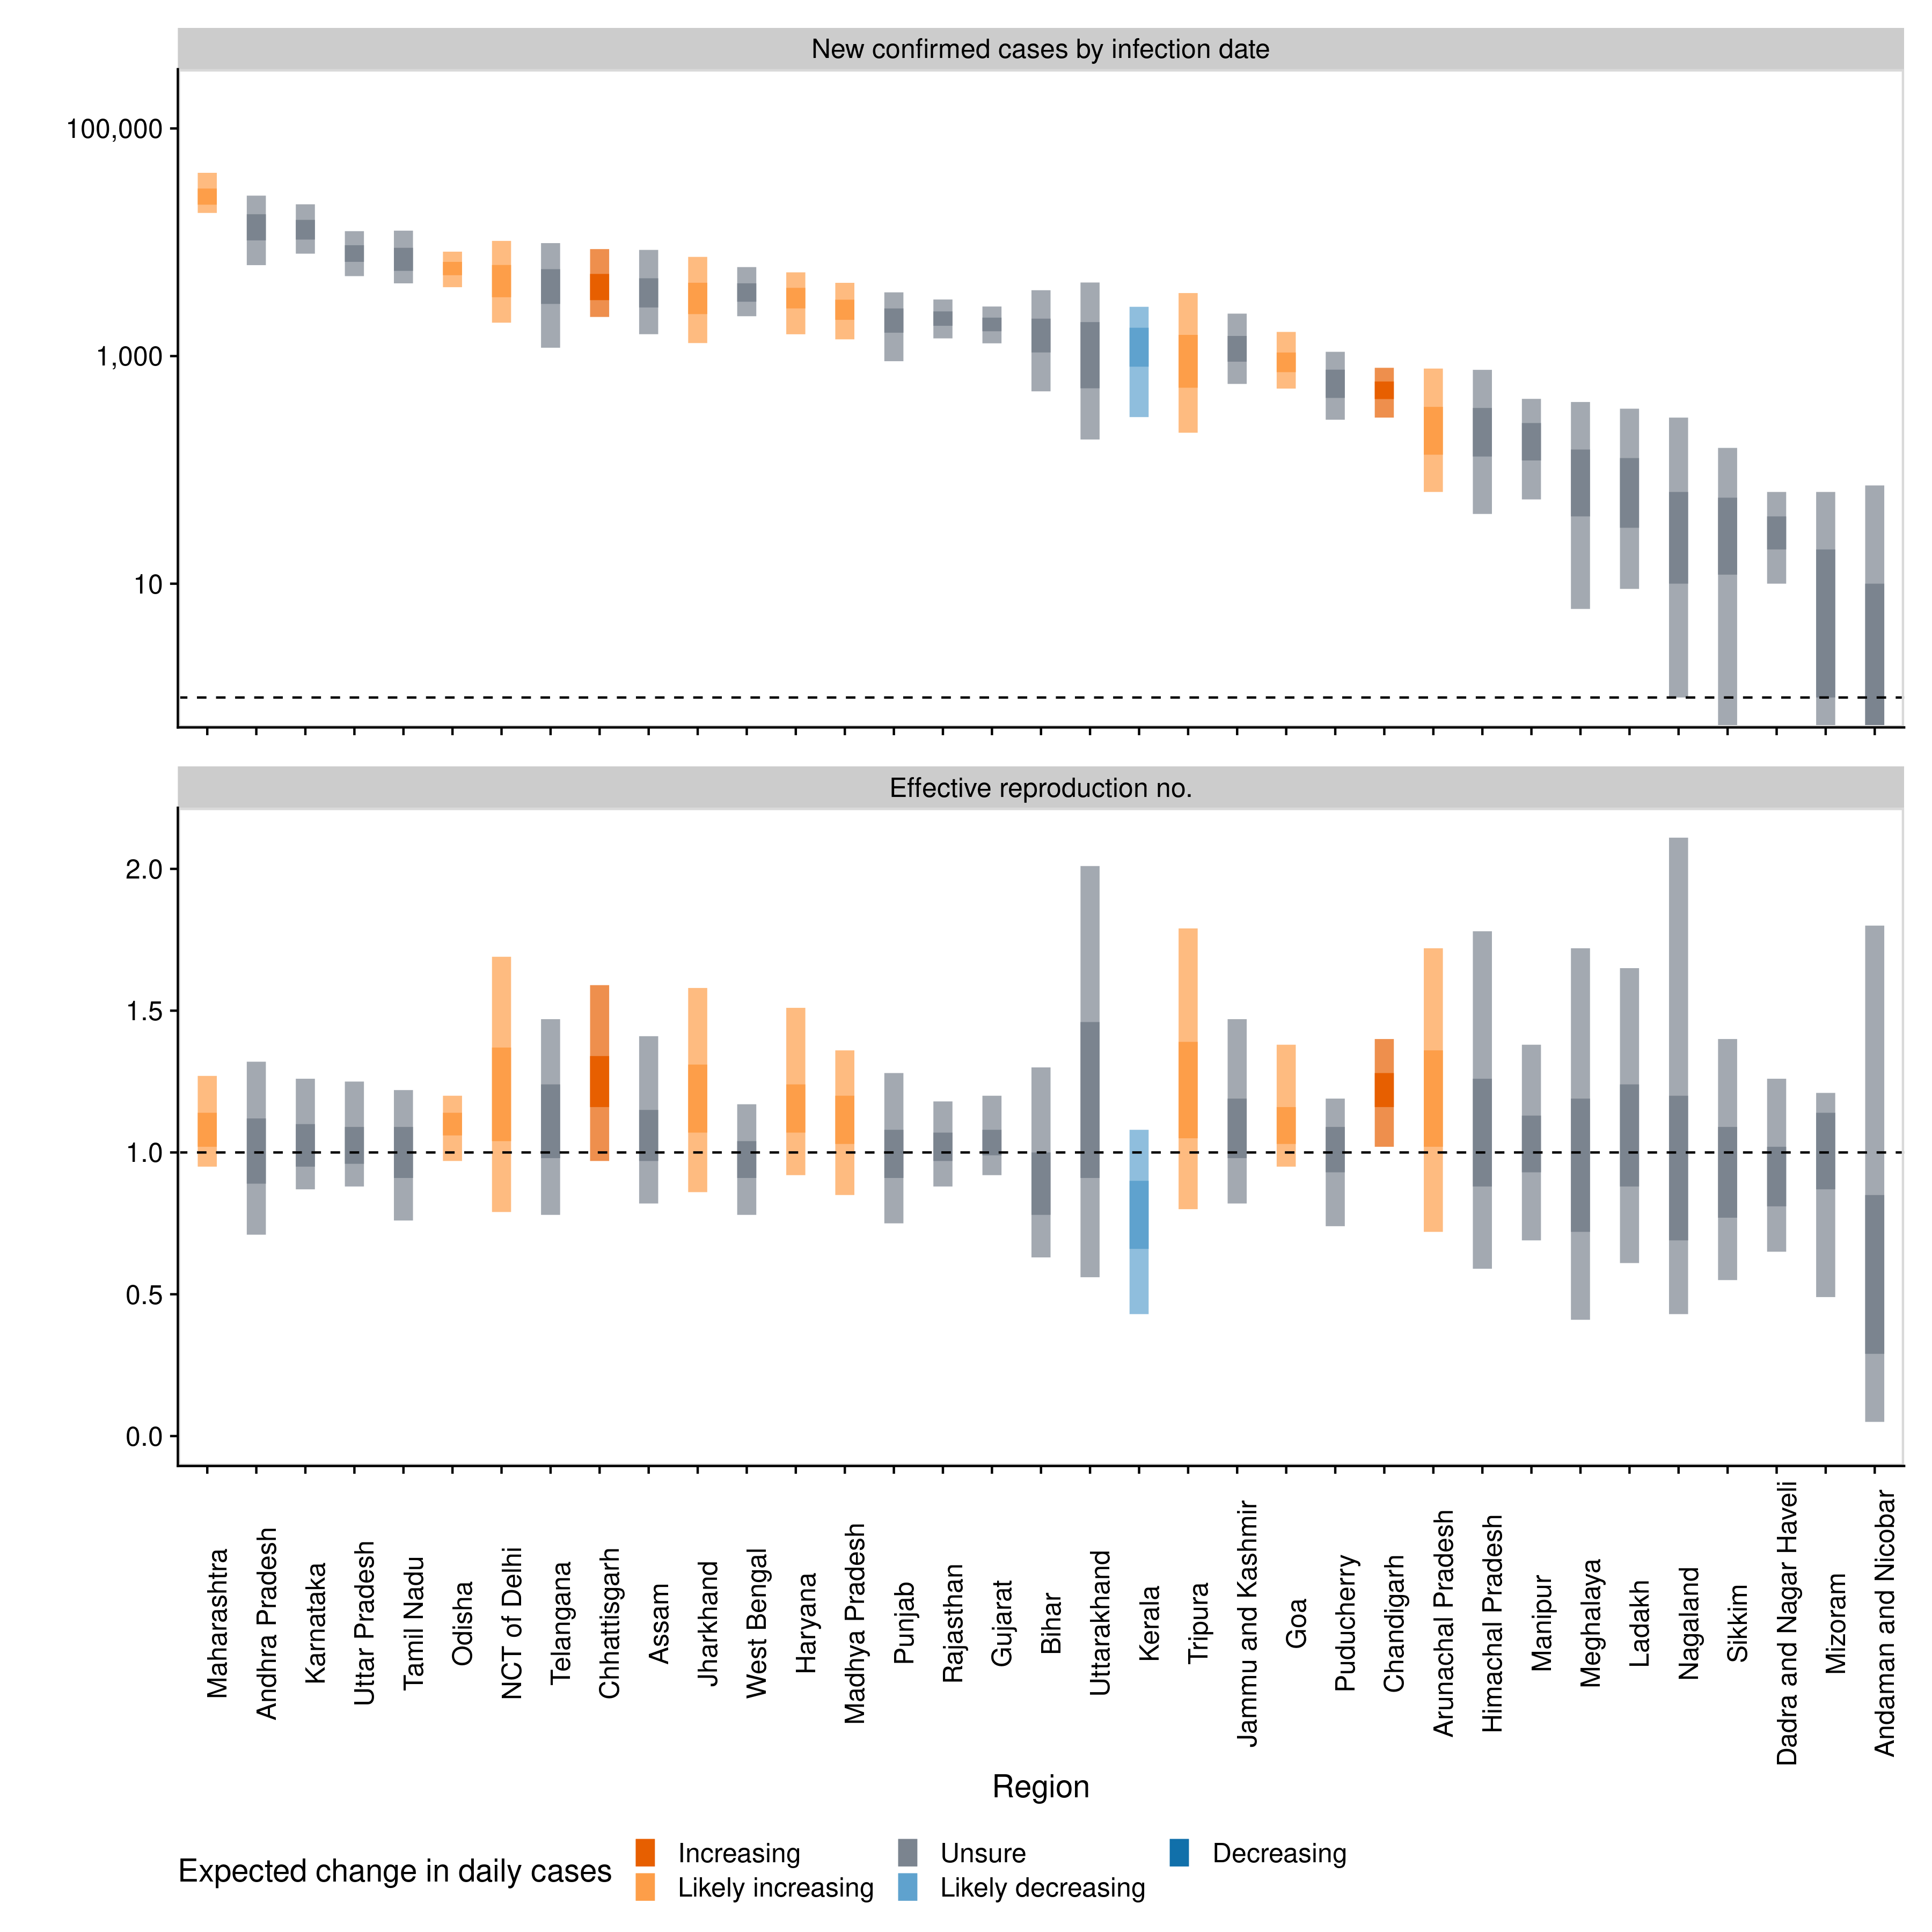 New confirmed cases by infection date
100,000
1,000
10
Effective reproduction no.
2.0
1.5
1.0
0.5
0.0
Maharashtra
Andhra Pradesh
Karnataka
Uttar Pradesh
Tamil Nadu
Odisha
NCT of Delhi
Telangana
Chhattisgarh
Assam
Jharkhand
West Bengal
Haryana
Madhya Pradesh
Punjab
Rajasthan
Gujarat
Bihar
Uttarakhand
Kerala
Tripura
Jammu and Kashmir
Goa
Puducherry
Chandigarh
Arunachal Pradesh
Himachal Pradesh
Manipur
Meghalaya
Ladakh
Nagaland
Sikkim
Dadra and Nagar Haveli
Mizoram
Andaman and Nicobar
Region
Expected change in daily cases
Increasing
Likely increasing
Unsure
Likely decreasing
Decreasing